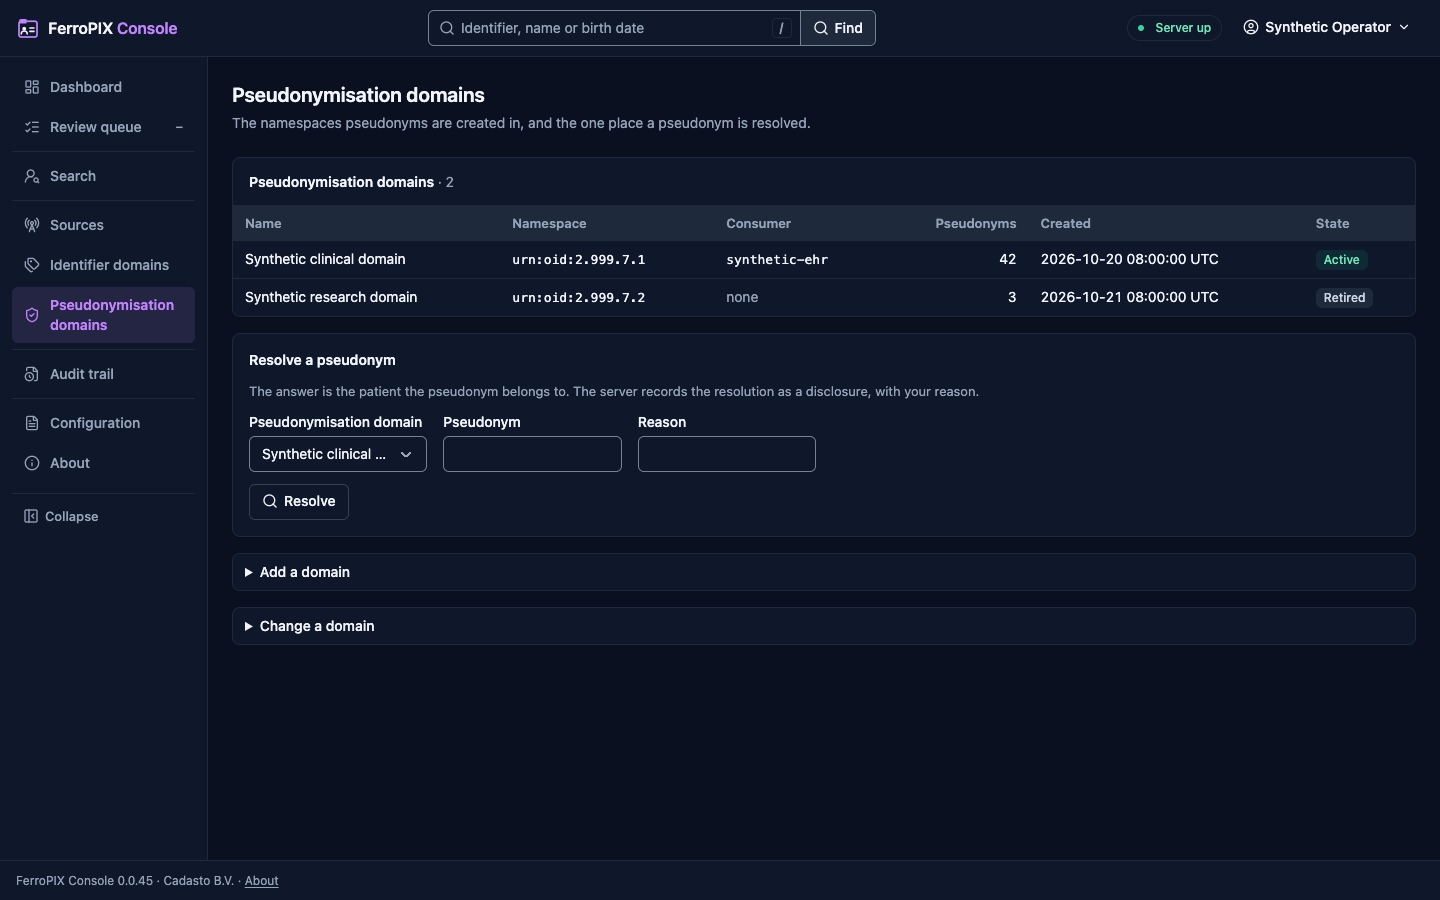 FerroPIX Console
Identifier, name or birth date
/
Find
Server up
Synthetic Operator
Dashboard
Review queue –
Search
Sources
Identifier domains
Pseudonymisation
domains
Audit trail
Configuration
About
Collapse
Pseudonymisation domains
The namespaces pseudonyms are created in, and the one place a pseudonym is resolved.
Pseudonymisation domains · 2
Name Namespace Consumer Pseudonyms Created State
Synthetic clinical domain urn:oid:2.999.7.1 synthetic-ehr 42 2026-10-20 08:00:00 UTC Active
Synthetic research domain urn:oid:2.999.7.2 none 3 2026-10-21 08:00:00 UTC Retired
Resolve a pseudonym
The answer is the patient the pseudonym belongs to. The server records the resolution as a disclosure, with your reason.
Pseudonymisation domain Pseudonym Reason
Synthetic clinical ...
Resolve
Add a domain
Change a domain
FerroPIX Console 0.0.45 · Cadasto B.V. · About